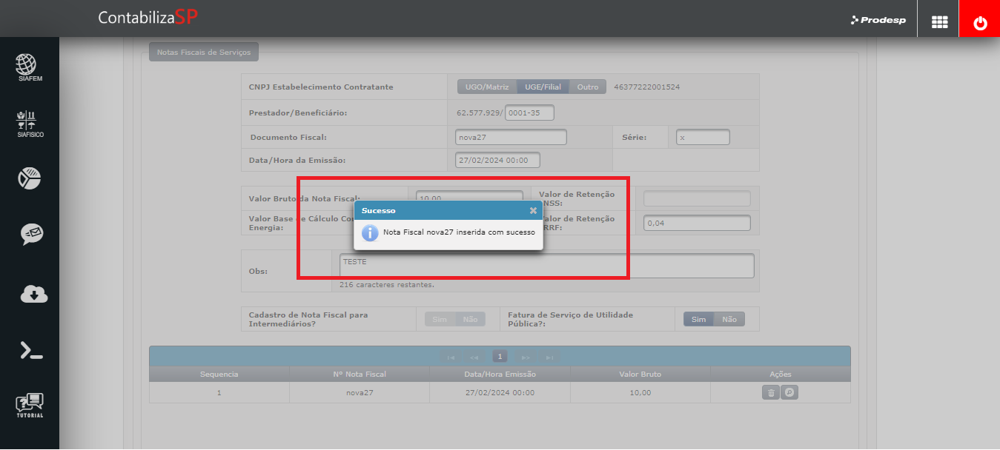 ContabilizaSP
Prodesp
SIAFEM
SIAFISICO
TUTORIAL
Notas Fiscais de Serviços
CNPJ Estabelecimento Contratante UGO/Matriz UGE/Filial Outro 46377222001524
Prestador/Beneficiário: 62.577.929/ 0001-35
Documento Fiscal: nova27 Série: x
Data/Hora da Emissão: 27/02/2024 00:00
Valor Bruto da Nota Fiscal: 10,00 Valor de Retenção
NSS:
Valor Base de Cálculo Co Valor de Retenção 0,04
Energia: RRF:
Sucesso
Nota Fiscal nova27 inserida com sucesso
Obs: TESTE
216 caracteres restantes.
Cadastro de Nota Fiscal para Sim Não Fatura de Serviço de Utilidade Sim Não
Intermediários? Pública?:
1
Sequencia Nº Nota Fiscal Data/Hora Emissão Valor Bruto Ações
1 nova27 27/02/2024 00:00 10,00